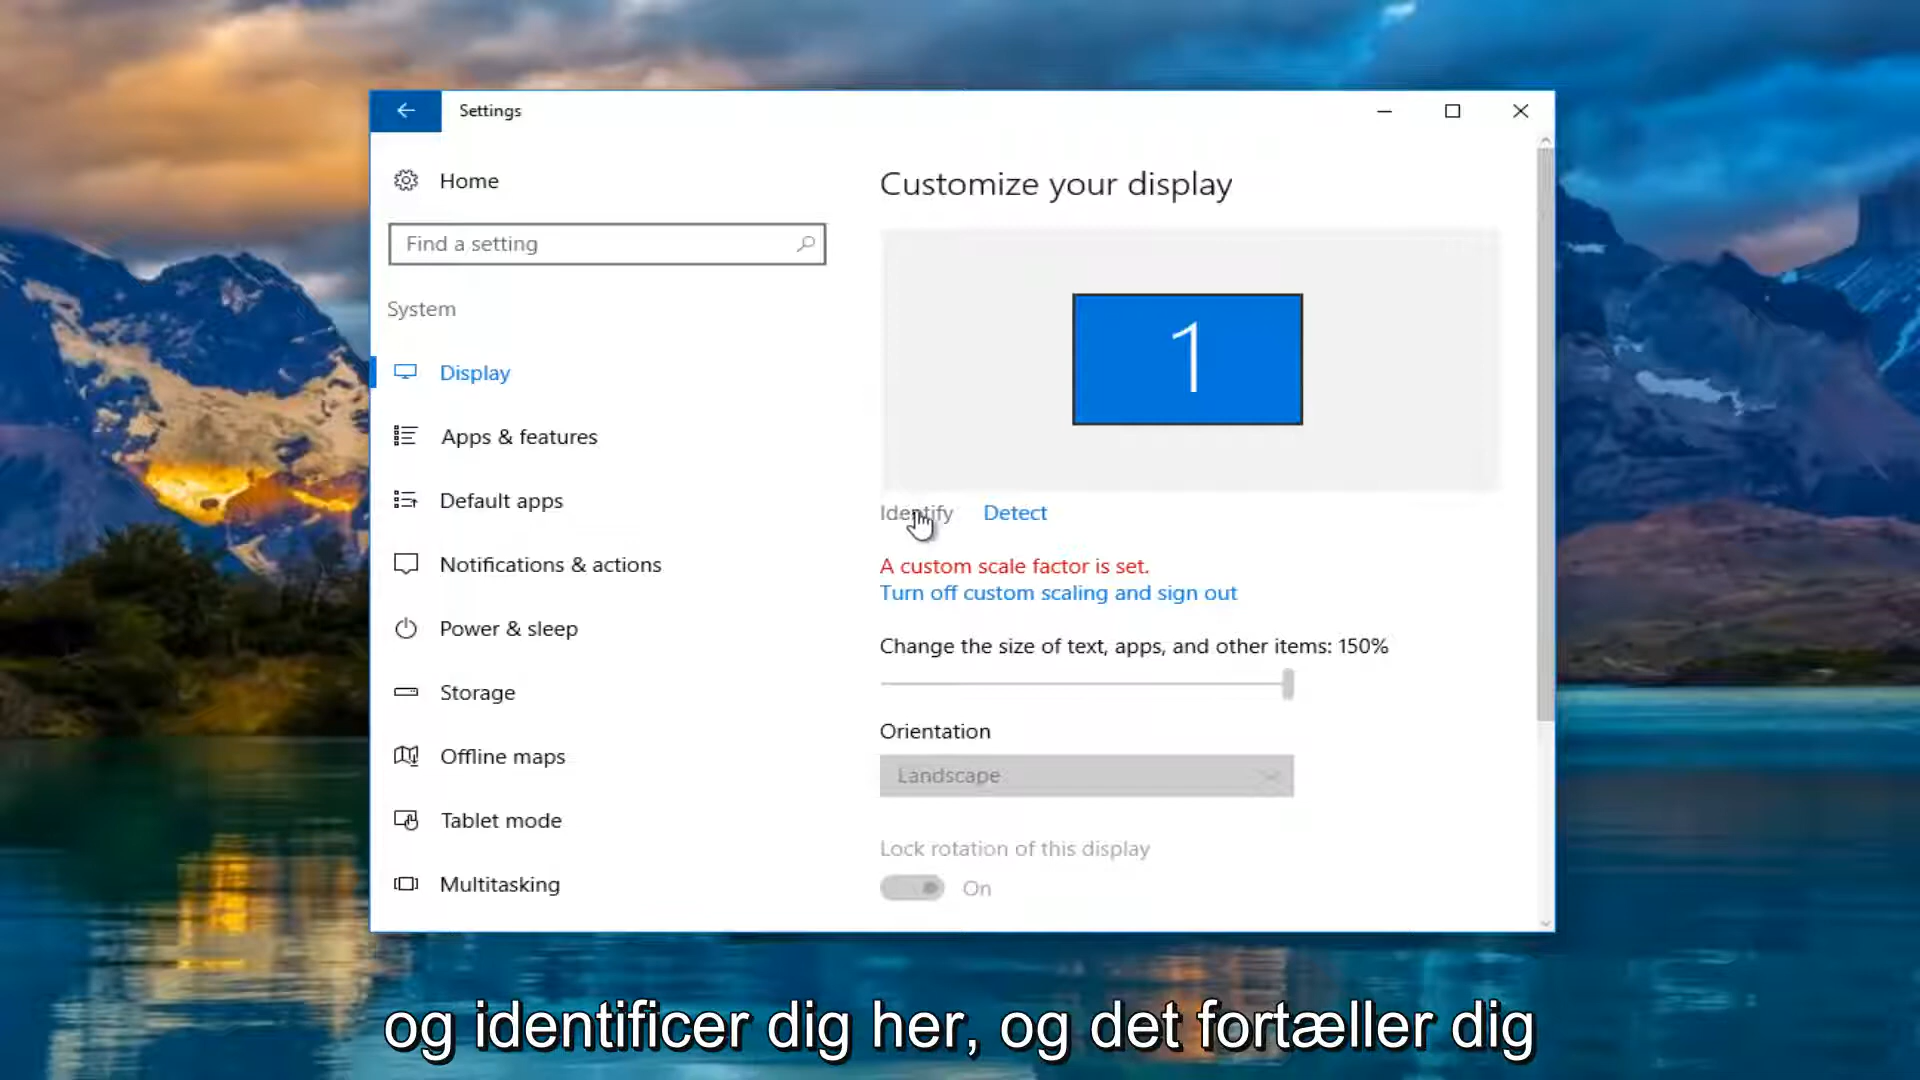 Settings
Home
Find a setting
System
Display
Apps & features
Default apps
Notifications & actions
Power & sleep
Storage
Offline maps
Tablet mode
Multitasking
Customize your display
1
Identify Detect
A custom scale factor is set.
Turn off custom scaling and sign out
Change the size of text, apps, and other items: 150%
Orientation
Landscape
Lock rotation of this display
On
og identificer dig her, og det fortæller dig